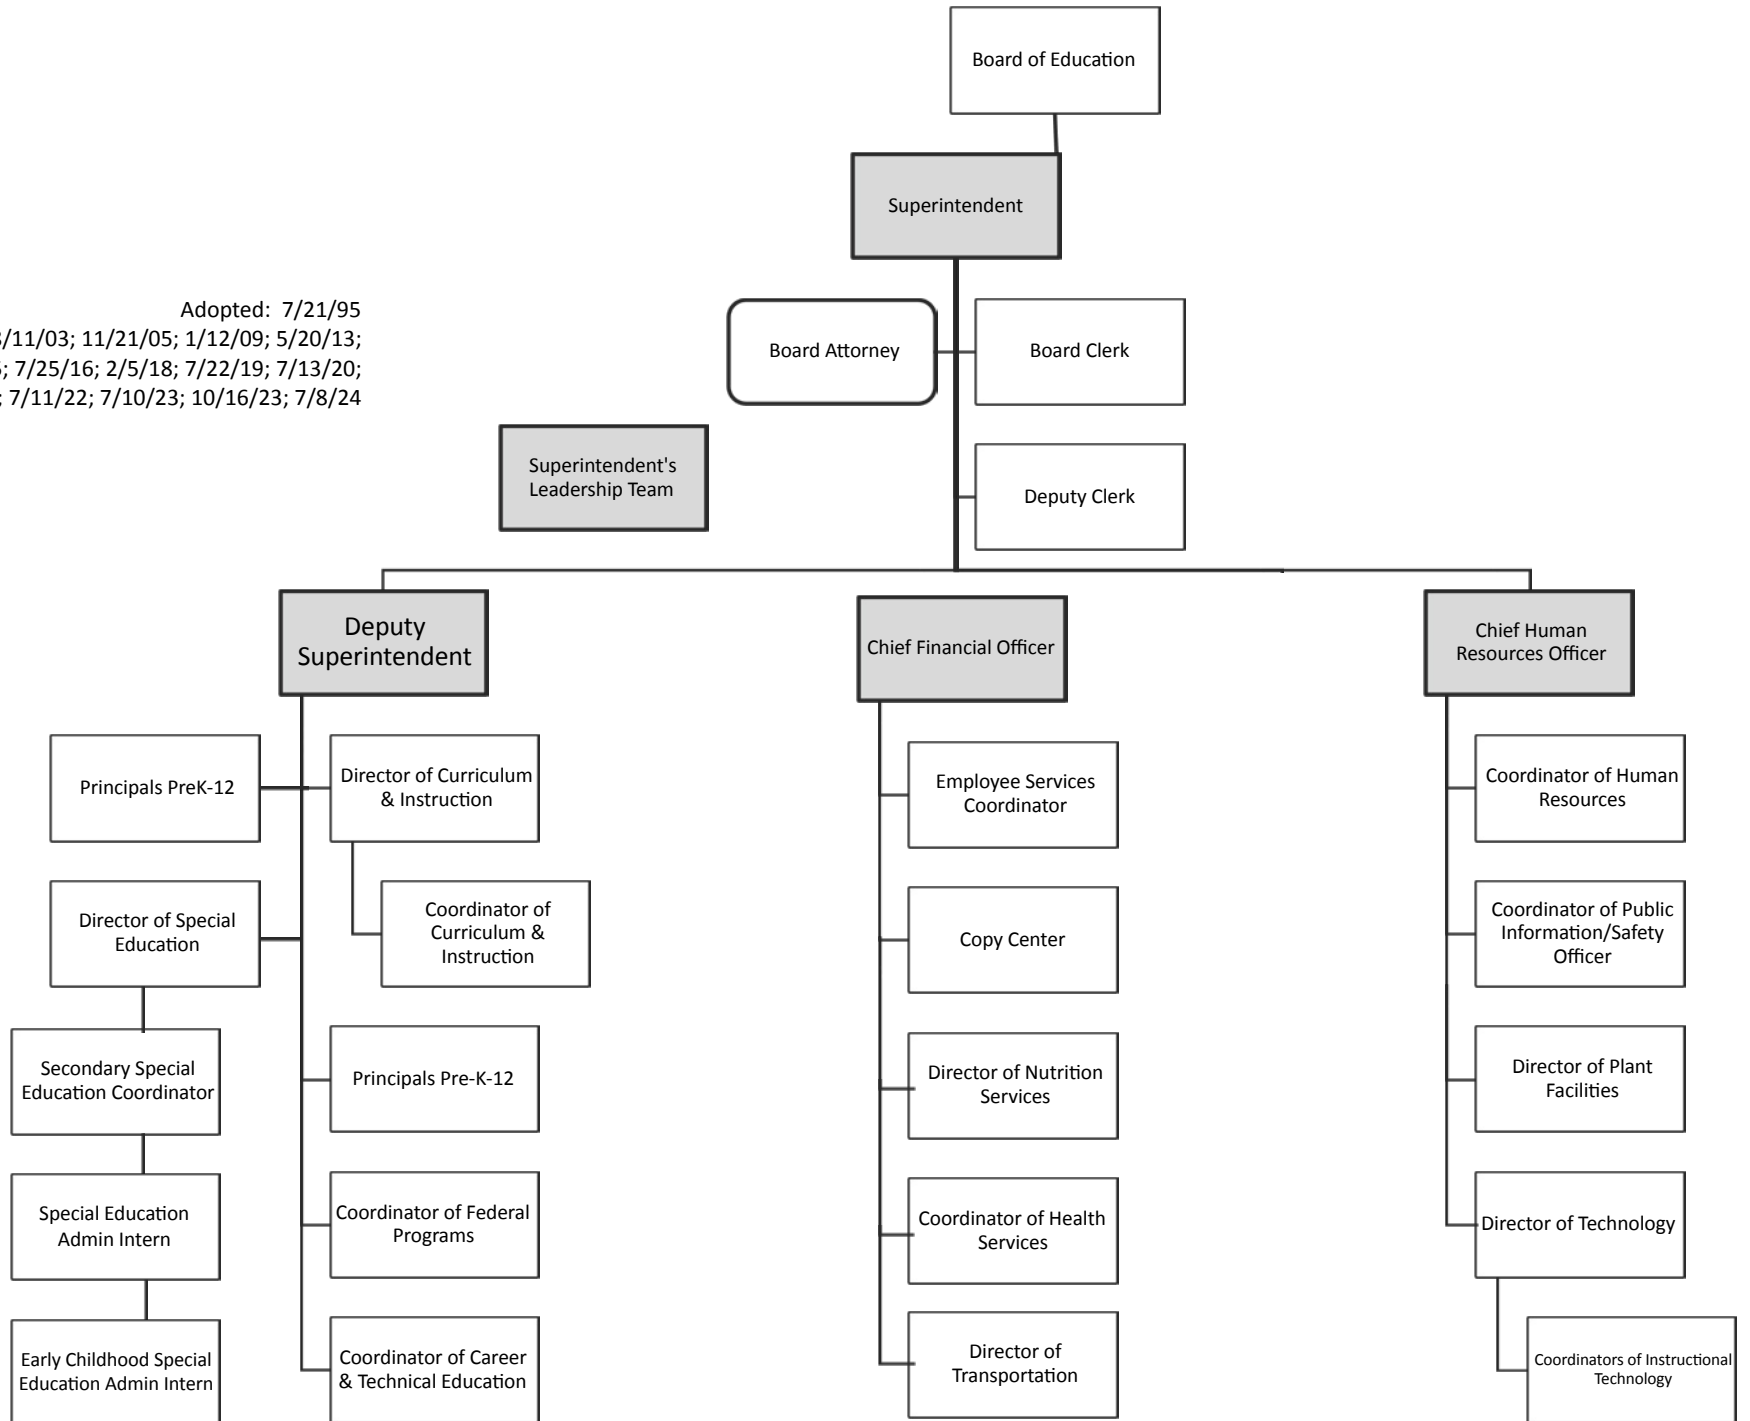 Board of Education
Superintendent
Adopted: 7/21/95
/11/03; 11/21/05; 1/12/09; 5/20/13;
; 7/25/16; 2/5/18; 7/22/19; 7/13/20;
; 7/11/22; 7/10/23; 10/16/23; 7/8/24
Board Attorney
Board Clerk
Superintendent's
Leadership Team
Deputy Clerk
Deputy
Superintendent
Chief Financial Officer
Chief Human
Resources Officer
Principals PreK-12
Director of Curriculum
& Instruction
Employee Services
Coordinator
Coordinator of Human
Resources
Director of Special
Education
Coordinator of
Curriculum &
Instruction
Copy Center
Coordinator of Public
Information/Safety
Officer
Secondary Special
Education Coordinator
Principals Pre-K-12
Director of Nutrition
Services
Director of Plant
Facilities
Special Education
Admin Intern
Coordinator of Federal
Programs
Coordinator of Health
Services
Director of Technology
Early Childhood Special
Education Admin Intern
Coordinator of Career
& Technical Education
Director of
Transportation
Coordinators of Instructional
Technology